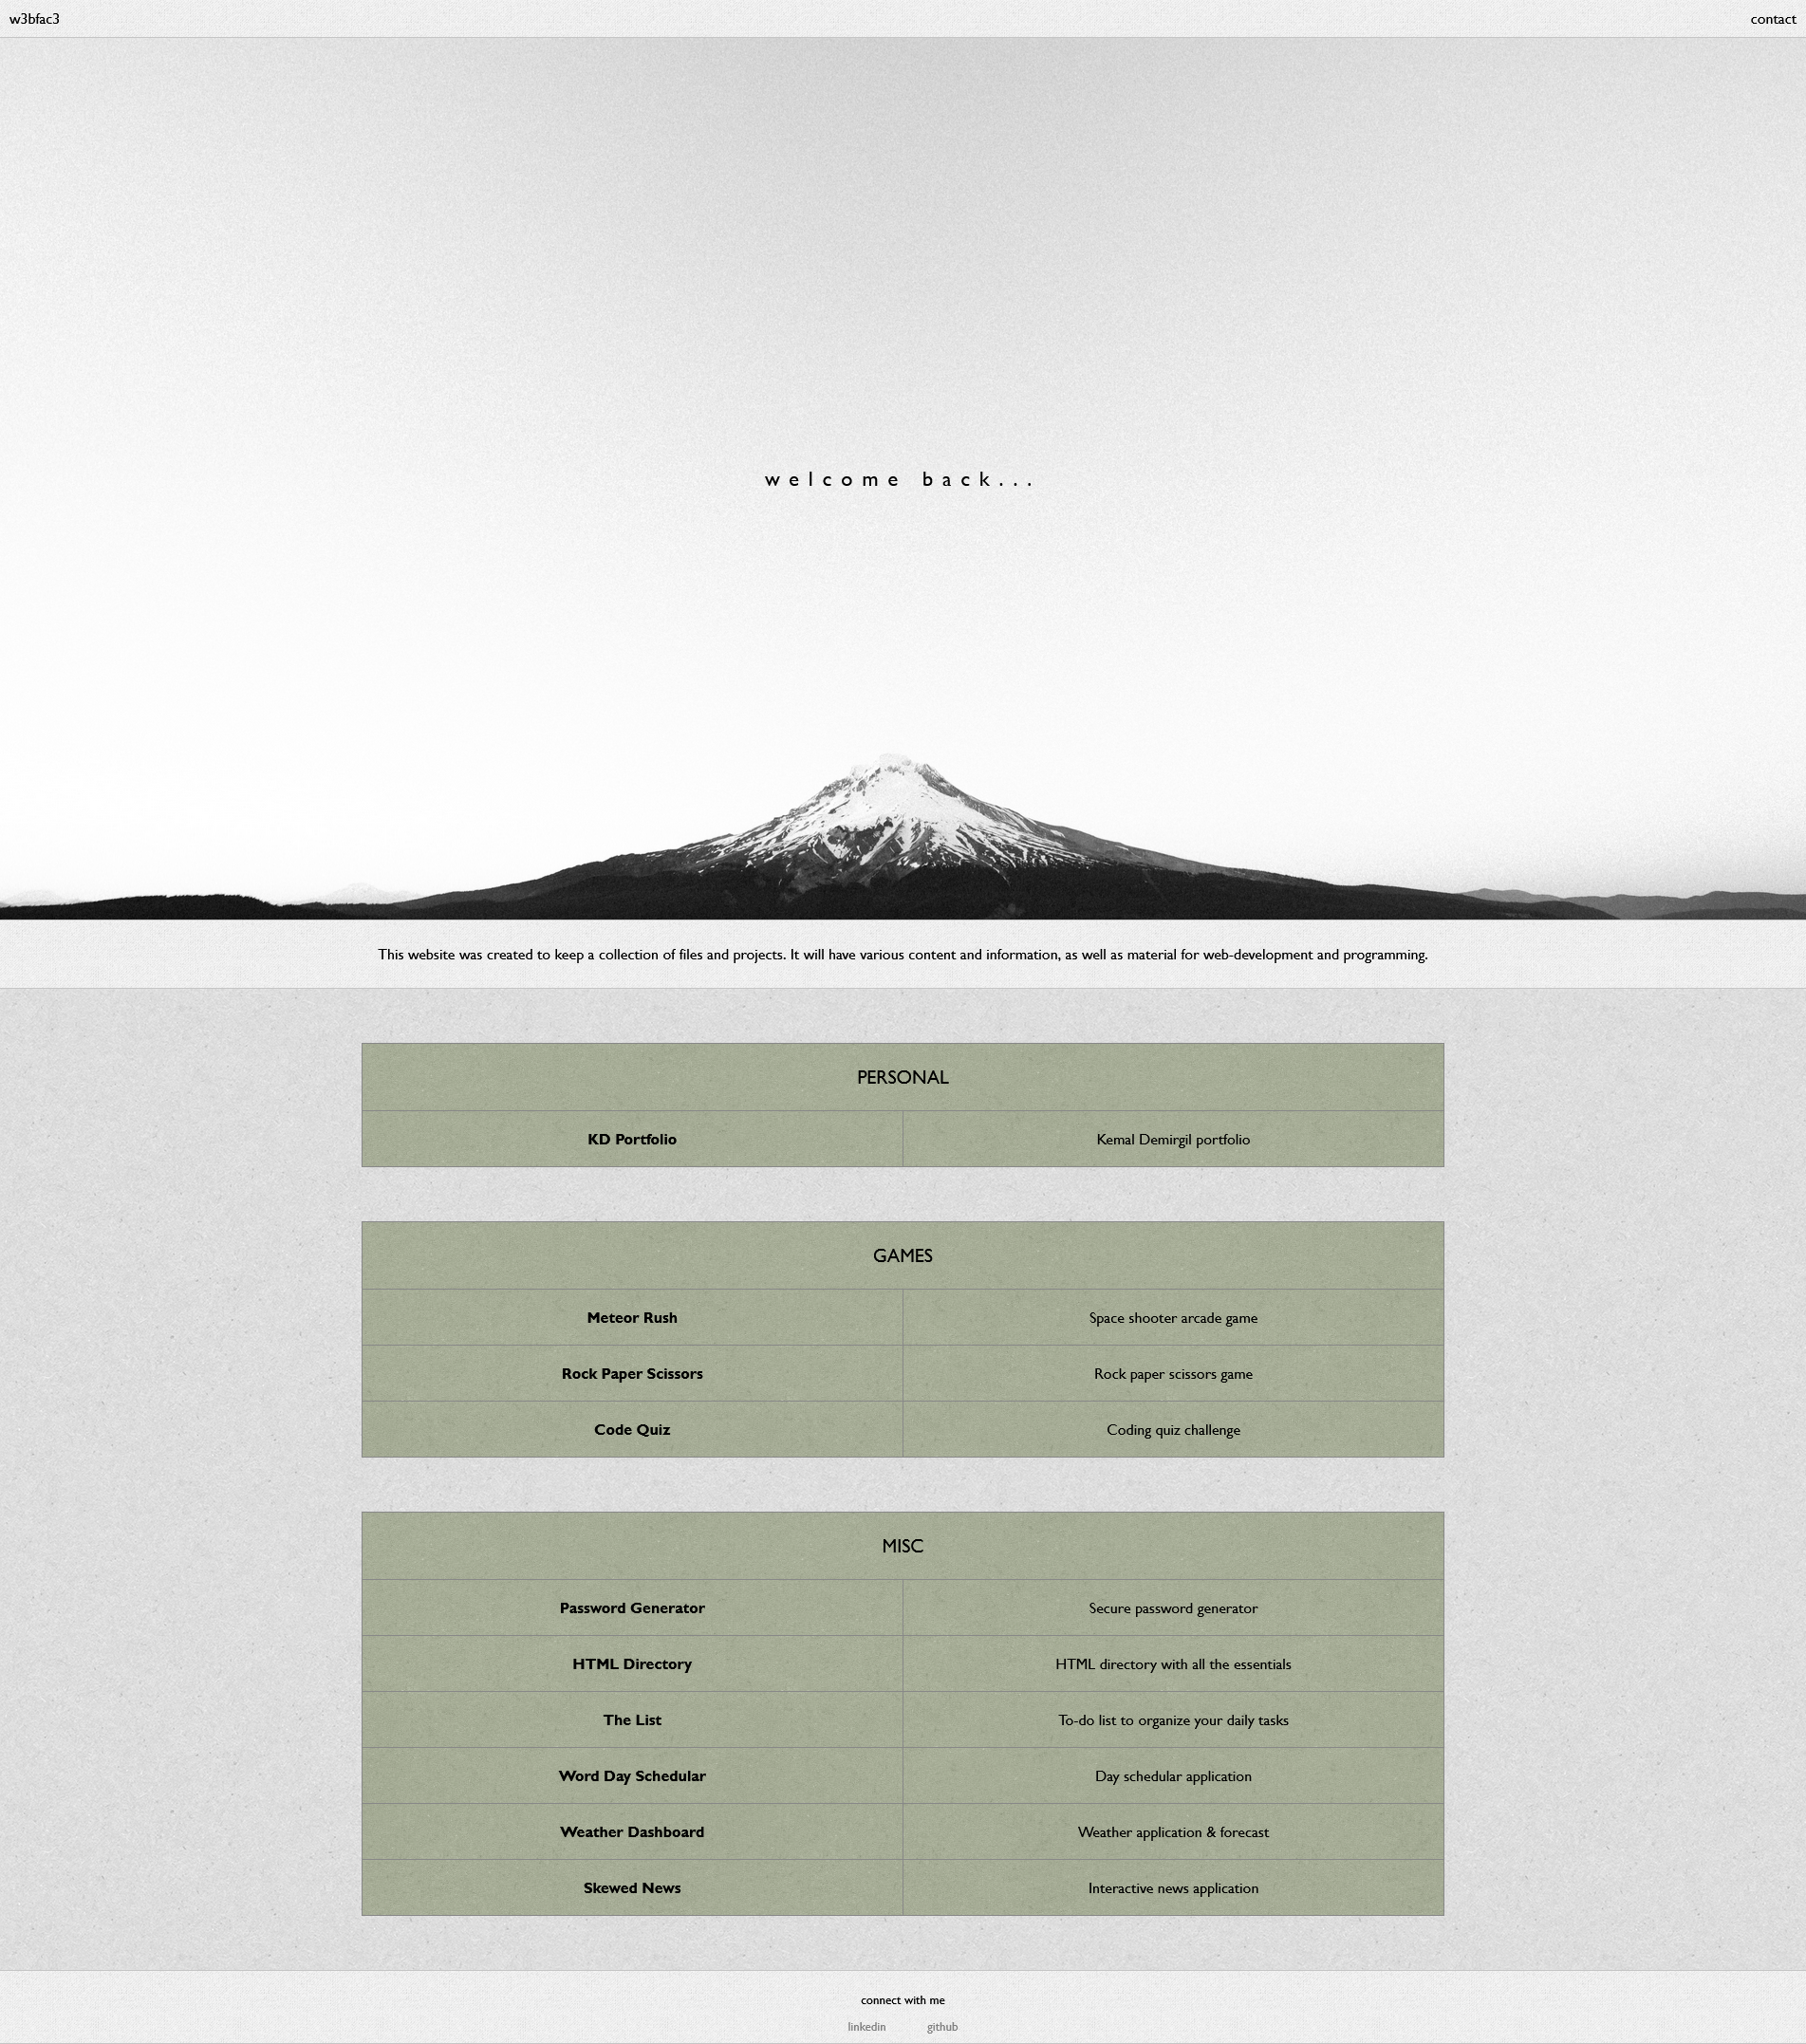 w3bfac3
contact
welcome back...
This website was created to keep a collection of files and projects. It will have various content and information, as well as material for web-development and programming.
PERSONAL
KD Portfolio
Kemal Demirgil portfolio
GAMES
Meteor Rush
Space shooter arcade game
Rock Paper Scissors
Rock paper scissors game
Code Quiz
Coding quiz challenge
MISC
Password Generator
Secure password generator
HTML Directory
HTML directory with all the essentials
The List
To-do list to organize your daily tasks
Word Day Schedular
Day schedular application
Weather Dashboard
Weather application & forecast
Skewed News
Interactive news application
connect with me
linkedin
github